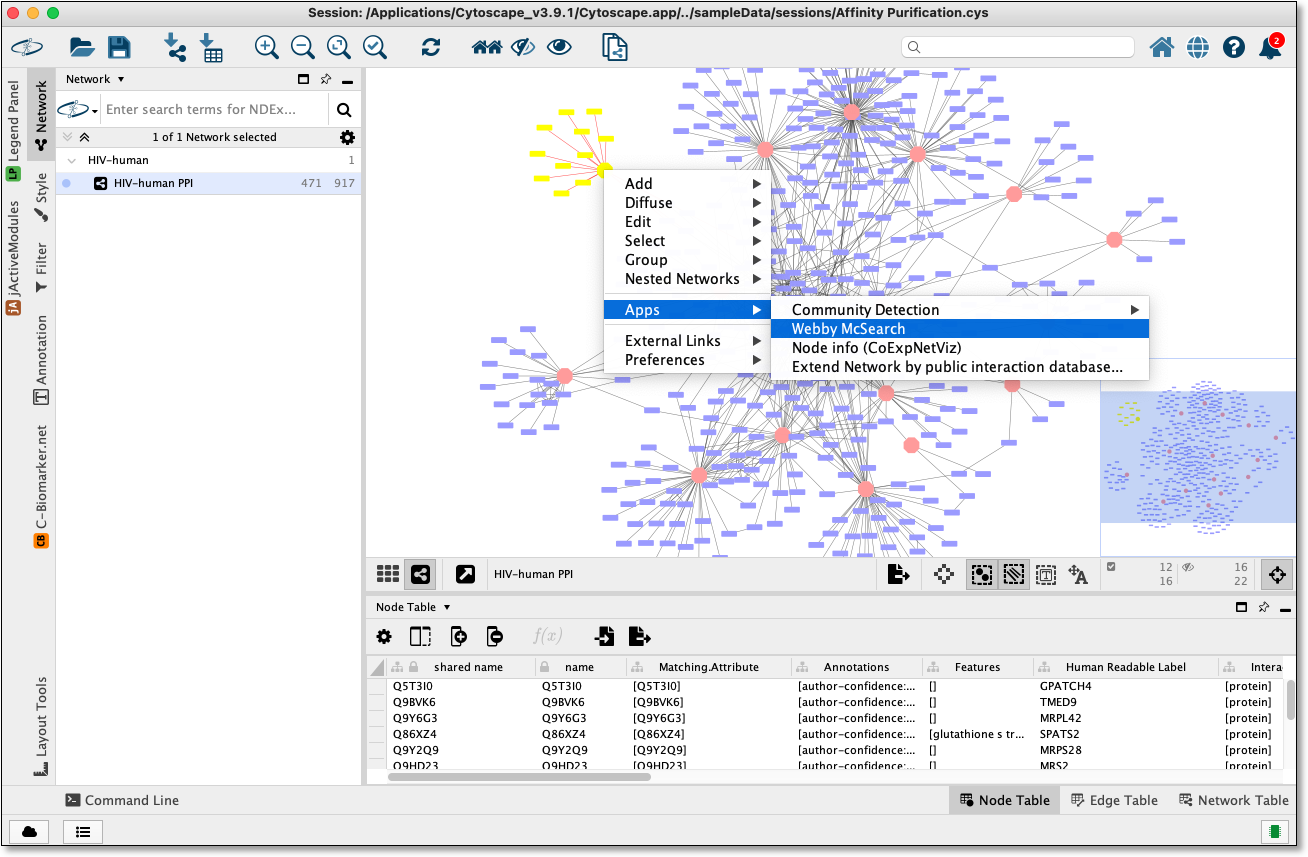 Session: /Applications/Cytoscape_v3.9.1/Cytoscape.app/../sampleData/sessions/Affinity Purification.cys
2
Legend Panel
LP
jActiveModules
jA
Network
Style
Filter
Annotation
C-Biomarker.net
CB
Layout Tools
Network
Enter search terms for NDEx...
1 of 1 Network selected
HIV-human 1
HIV-human PPI 471 917
Add
Diffuse
Edit
Select
Group
Nested Networks
Apps
External Links
Preferences
Community Detection
Webby McSearch
Node info (CoExpNetViz)
Extend Network by public interaction database...
HIV-human PPI
T
A
12 16
16 22
Node Table
f(x)
shared name name Matching.Attribute Annotations Features Human Readable Label Intera
Q5T3I0 Q5T3I0 [Q5T3I0] [author-confidence:... [] GPATCH4 [protein]
Q9BVK6 Q9BVK6 [Q9BVK6] [author-confidence:... [] TMED9 [protein]
Q9Y6G3 Q9Y6G3 [Q9Y6G3] [author-confidence:... [] MRPL42 [protein]
Q86XZ4 Q86XZ4 [Q86XZ4] [author-confidence:... [glutathione s tr... SPATS2 [protein]
Q9Y2Q9 Q9Y2Q9 [Q9Y2Q9] [author-confidence:... [] MRPS28 [protein]
Q9HD23 Q9HD23 [Q9HD23] [author-confidence:... [] MRS2 [protein]
Command Line
Node Table Edge Table Network Table